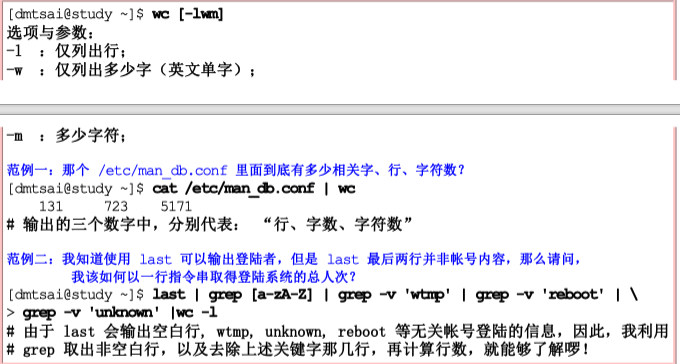 [dmtsai@study ~]$ wc [-lwm]
选项与参数：
-l  ：仅列出行；
-w  ：仅列出多少字（英文单字）；
-m  ：多少字符；
范例一：那个 /etc/man_db.conf 里面到底有多少相关字、行、字符数？
[dmtsai@study ~]$ cat /etc/man_db.conf | wc
    131     723    5171
# 输出的三个数字中，分别代表： “行、字数、字符数”
范例二：我知道使用 last 可以输出登陆者，但是 last 最后两行并非帐号内容，那么请问，
        我该如何以一行指令串取得登陆系统的总人次？
[dmtsai@study ~]$ last | grep [a-zA-Z] | grep -v 'wtmp' | grep -v 'reboot' | \
> grep -v 'unknown' |wc -l
# 由于 last 会输出空白行, wtmp, unknown, reboot 等无关帐号登陆的信息，因此，我利用
# grep 取出非空白行，以及去除上述关键字那几行，再计算行数，就能够了解啰！